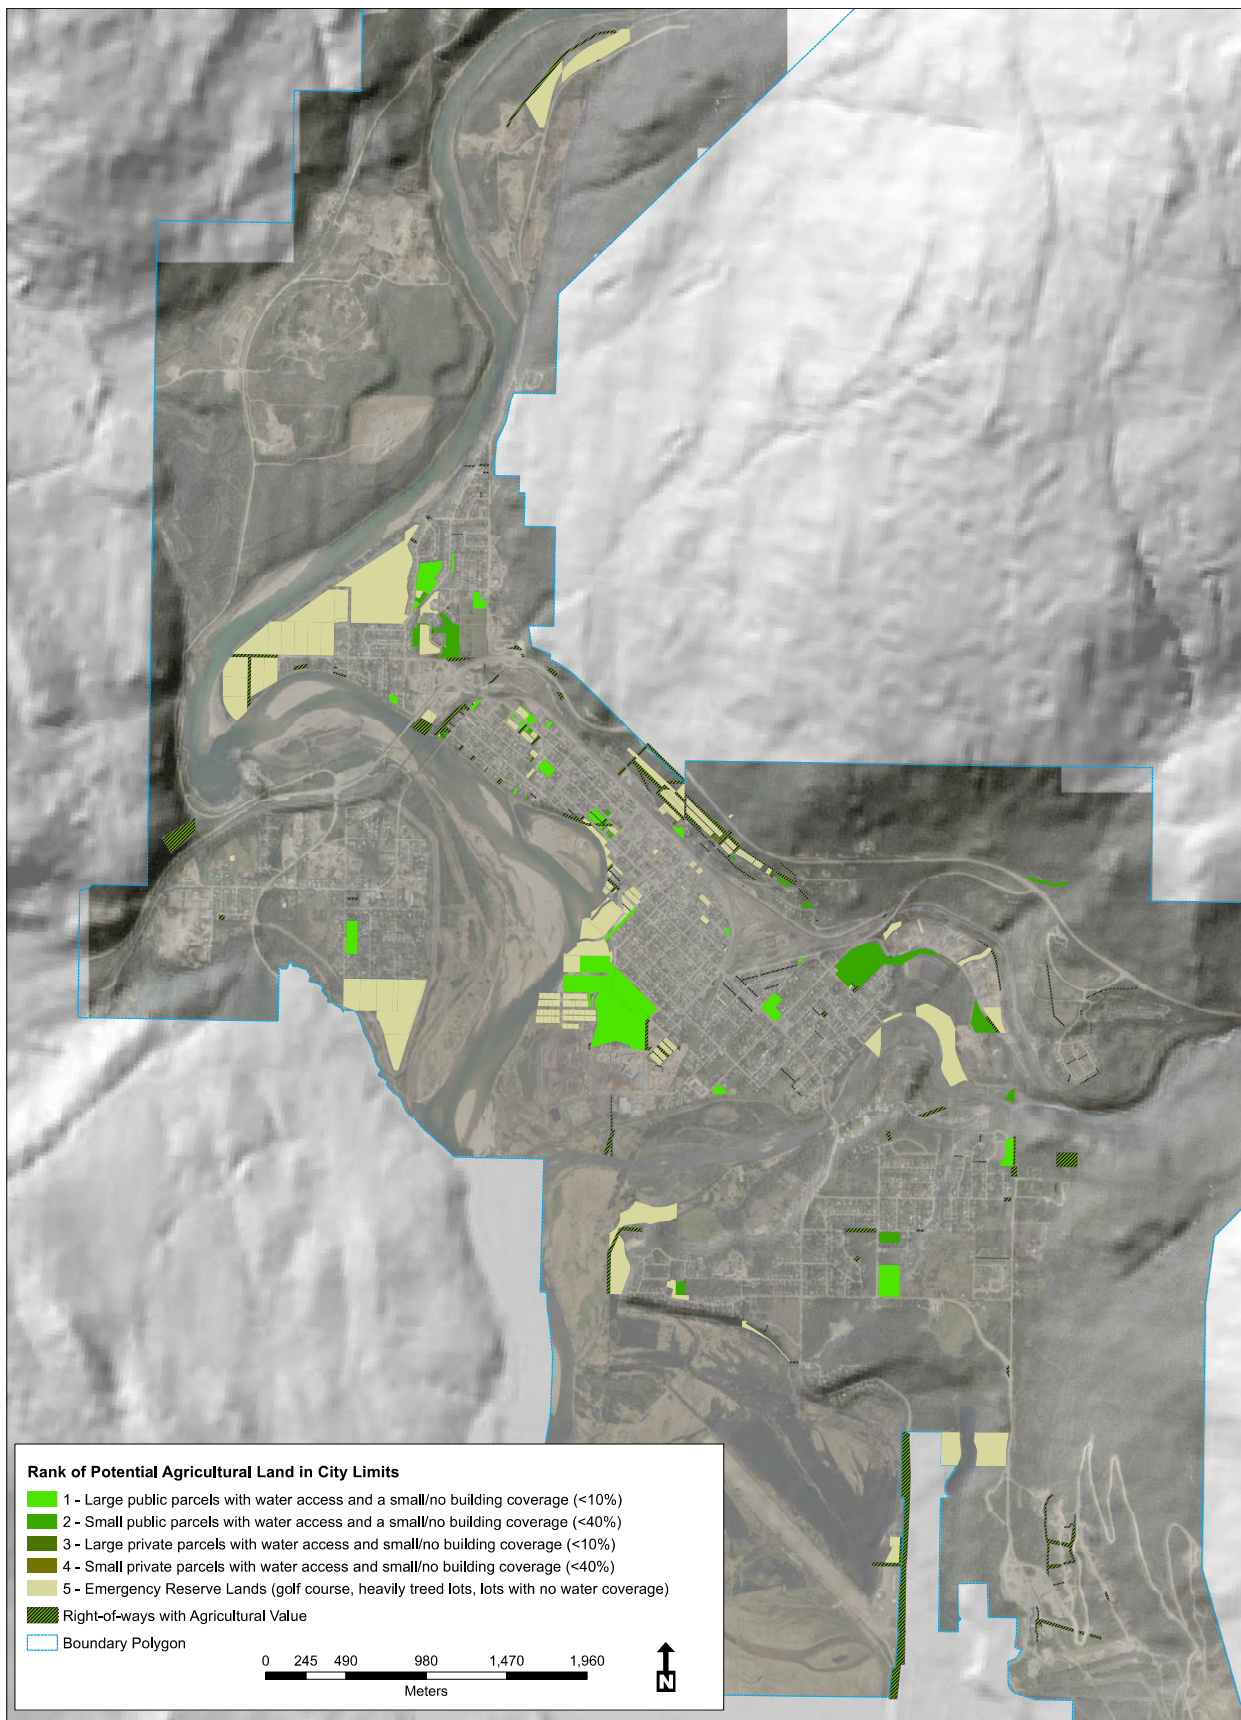 Rank of Potential Agricultural Land in City Limits
1 - Large public parcels with water access and a small/no building coverage (<10%)
2 - Small public parcels with water access and a small/no building coverage (<40%)
3 - Large private parcels with water access and small/no building coverage (<10%)
4 - Small private parcels with water access and small/no building coverage (<40%)
5 - Emergency Reserve Lands (golf course, heavily treed lots, lots with no water coverage)
Right-of-ways with Agricultural Value
Boundary Polygon
0 245 490 980 1,470 1,960
Meters
N